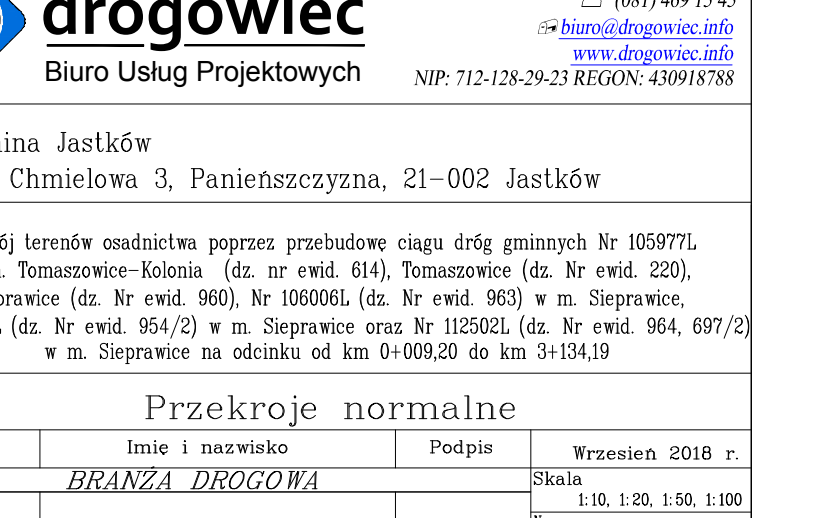 drogowiec
Biuro Usług Projektowych
(081) 469 15 45
biuro@drogowiec.info
www.drogowiec.info
NIP: 712-128-29-23 REGON: 430918788
Jastków
Chmielowa 3, Panieńszczyzna, 21-002 Jastków
terenów osadnictwa poprzez przebudowę ciągu dróg gminnych Nr 105977L
Tomaszowice-Kolonia (dz. nr ewid. 614), Tomaszowice (dz. Nr ewid. 220),
(dz. Nr ewid. 960), Nr 106006L (dz. Nr ewid. 963) w m. Sieprawice,
(dz. Nr ewid. 954/2) w m. Sieprawice oraz Nr 112502L (dz. Nr ewid. 964, 697/2)
w m. Sieprawice na odcinku od km 0+009,20 do km 3+134,19
Przekroje normalne
Imię i nazwisko
Podpis
Wrzesień 2018 r.
BRANŻA DROGOWA
Skala
1:10, 1:20, 1:50, 1:100